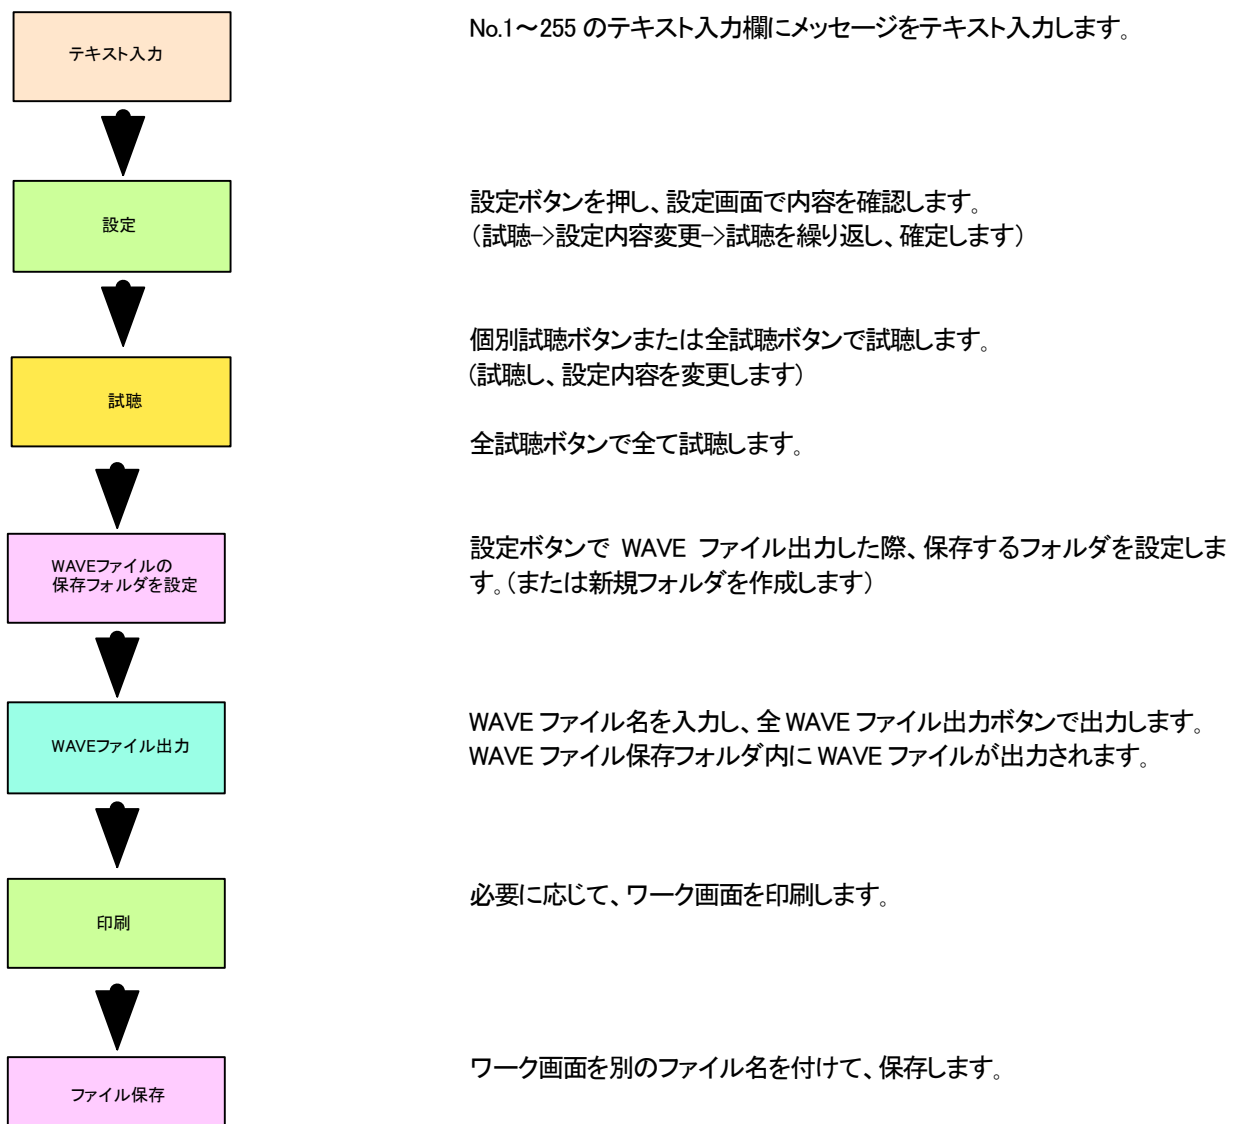 テキスト入力
No.1～255 のテキスト入力欄にメッセージをテキスト入力します。
設定
設定ボタンを押し、設定画面で内容を確認します。
（試聴->設定内容変更->試聴を繰り返し、確定します）
試聴
個別試聴ボタンまたは全試聴ボタンで試聴します。
(試聴し、設定内容を変更します）
全試聴ボタンで全て試聴します。
WAVEファイルの
保存フォルダを設定
設定ボタンで WAVE ファイル出力した際、保存するフォルダを設定しま
す。（または新規フォルダを作成します）
WAVEファイル出力
WAVE ファイル名を入力し、全 WAVE ファイル出力ボタンで出力します。
WAVE ファイル保存フォルダ内に WAVE ファイルが出力されます。
印刷
必要に応じて、ワーク画面を印刷します。
ファイル保存
ワーク画面を別のファイル名を付けて、保存します。